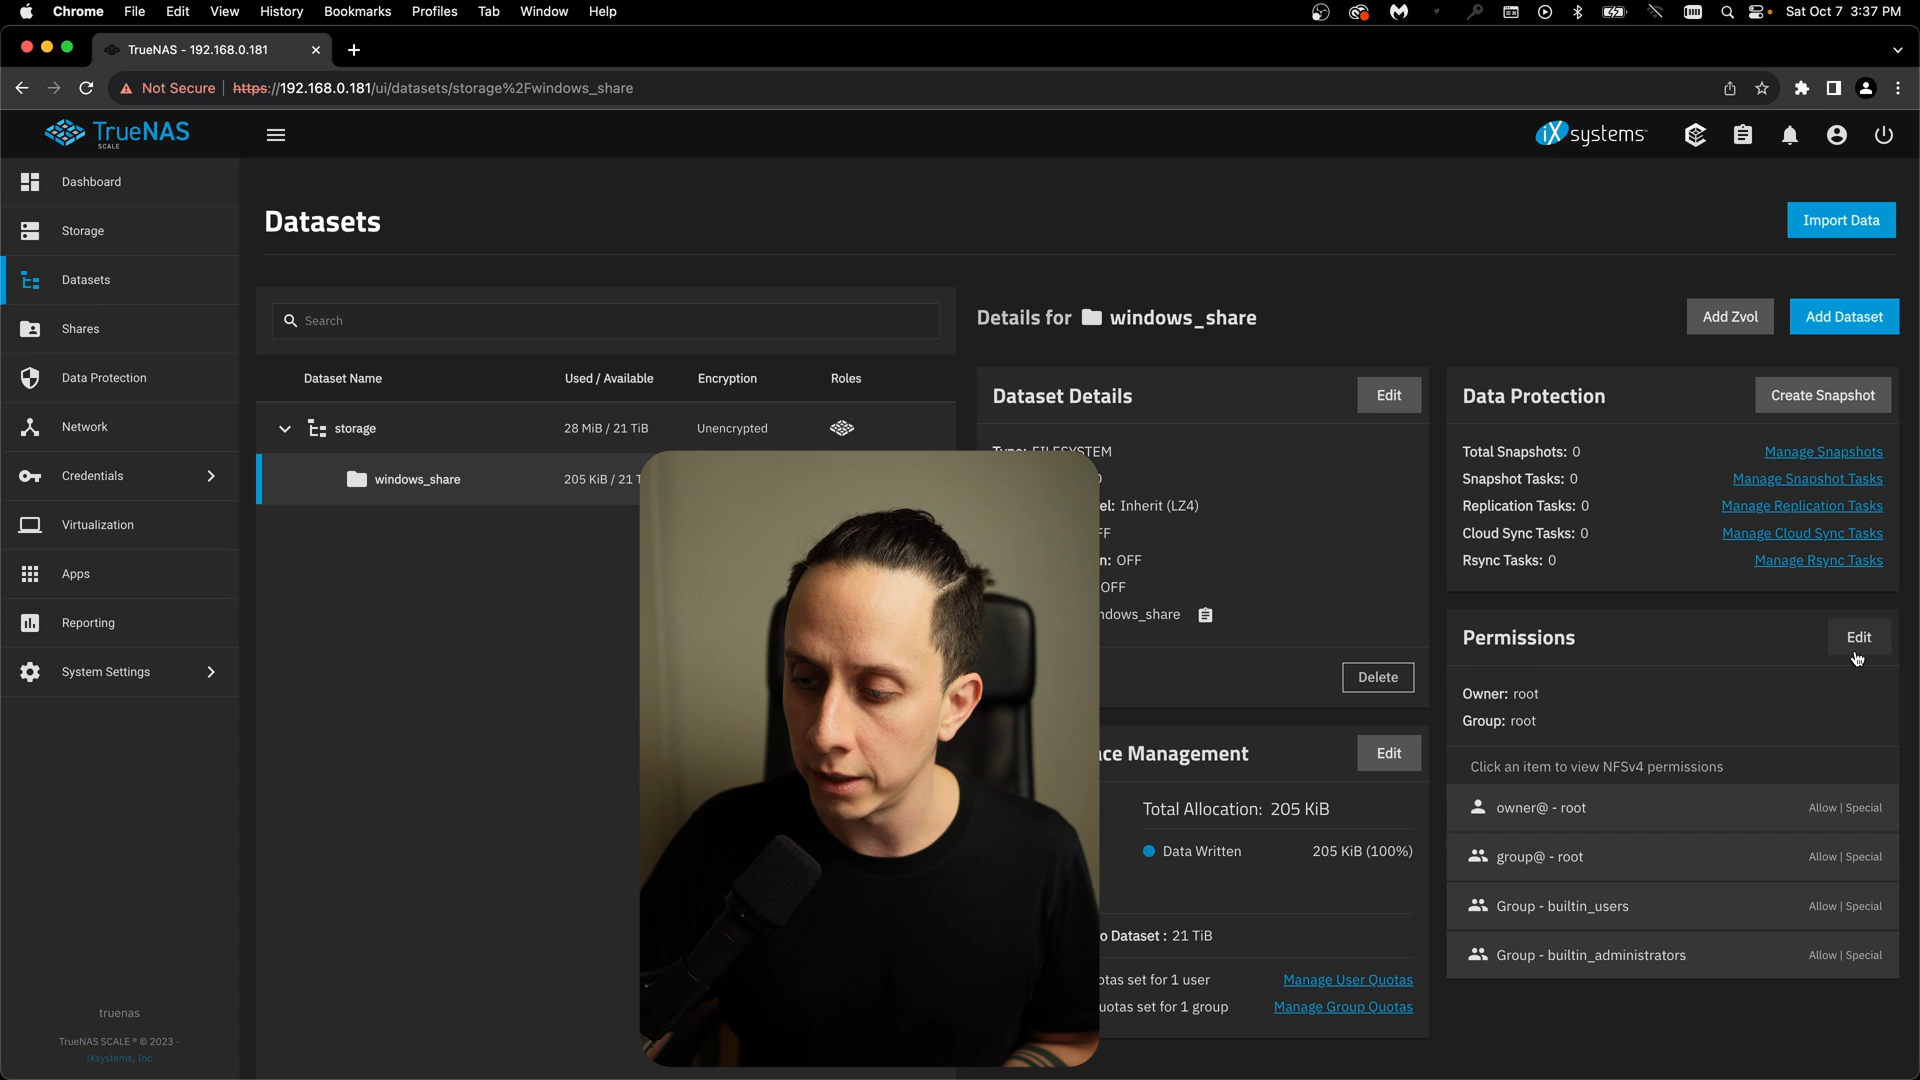 Chrome File Edit View History Bookmarks Profiles Tab Window Help Sat Oct 7 3:37 PM
TrueNAS - 192.168.0.181
Not Secure https://192.168.0.181/ui/datasets/storage%2Fwindows_share
TrueNAS
SCALE
iXsystems
Dashboard
Storage
Datasets
Shares
Data Protection
Network
Credentials
Virtualization
Apps
Reporting
System Settings
truenas
TrueNAS SCALE ® © 2023 -
iXsystems, Inc
Datasets
Import Data
Search
Dataset Name Used / Available Encryption Roles
storage 28 MiB / 21 TiB Unencrypted
windows_share 205 KiB / 21 T
Details for windows_share
Add Zvol
Add Dataset
Dataset Details Edit
Type: FILESYSTEM
el: Inherit (LZ4)
FF
n: OFF
OFF
ndows_share
Delete
ce Management Edit
Total Allocation: 205 KiB
Data Written 205 KiB (100%)
o Dataset : 21 TiB
otas set for 1 user Manage User Quotas
uotas set for 1 group Manage Group Quotas
Data Protection Create Snapshot
Total Snapshots: 0 Manage Snapshots
Snapshot Tasks: 0 Manage Snapshot Tasks
Replication Tasks: 0 Manage Replication Tasks
Cloud Sync Tasks: 0 Manage Cloud Sync Tasks
Rsync Tasks: 0 Manage Rsync Tasks
Permissions Edit
Owner: root
Group: root
Click an item to view NFSv4 permissions
owner@ - root Allow | Special
group@ - root Allow | Special
Group - builtin_users Allow | Special
Group - builtin_administrators Allow | Special